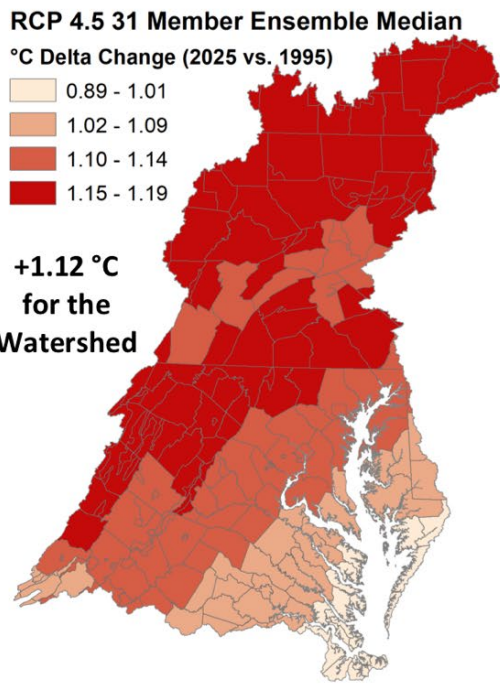 RCP 4.5 31 Member Ensemble Median
°C Delta Change (2025 vs. 1995)
0.89 - 1.01
1.02 - 1.09
1.10 - 1.14
1.15 - 1.19
+1.12 °C
for the
Watershed